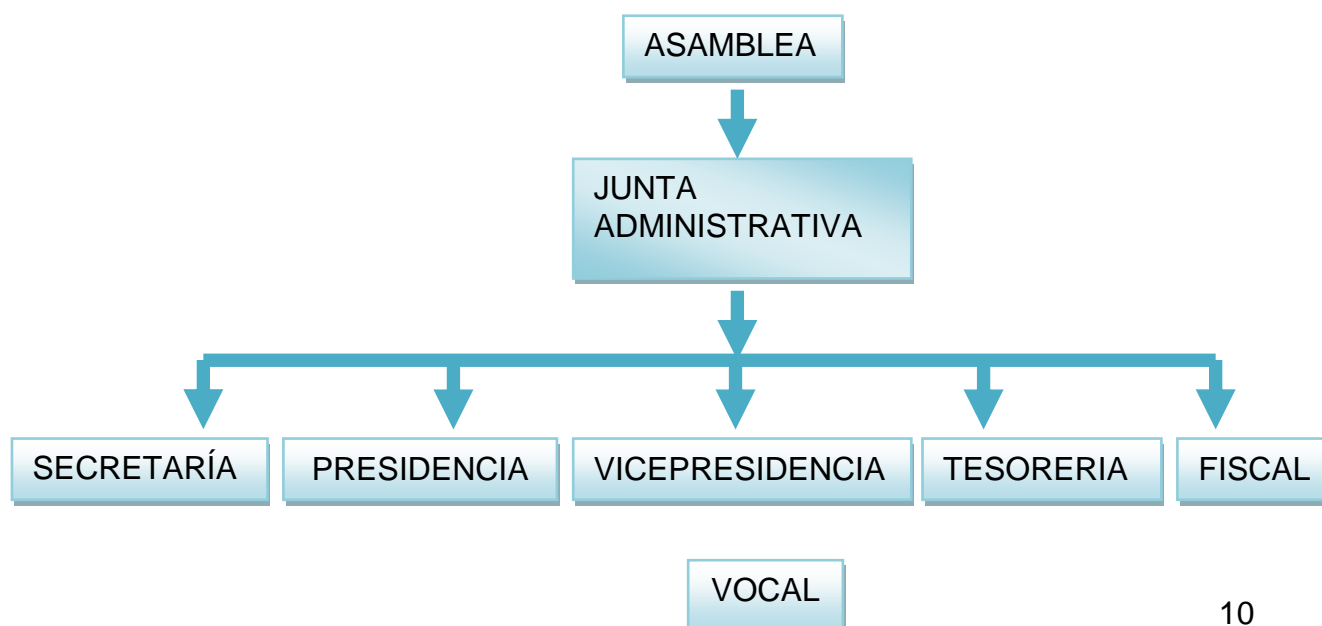 ASAMBLEA
JUNTA
ADMINISTRATIVA
SECRETARÍA
PRESIDENCIA
VICEPRESIDENCIA
TESORERIA
FISCAL
VOCAL
10